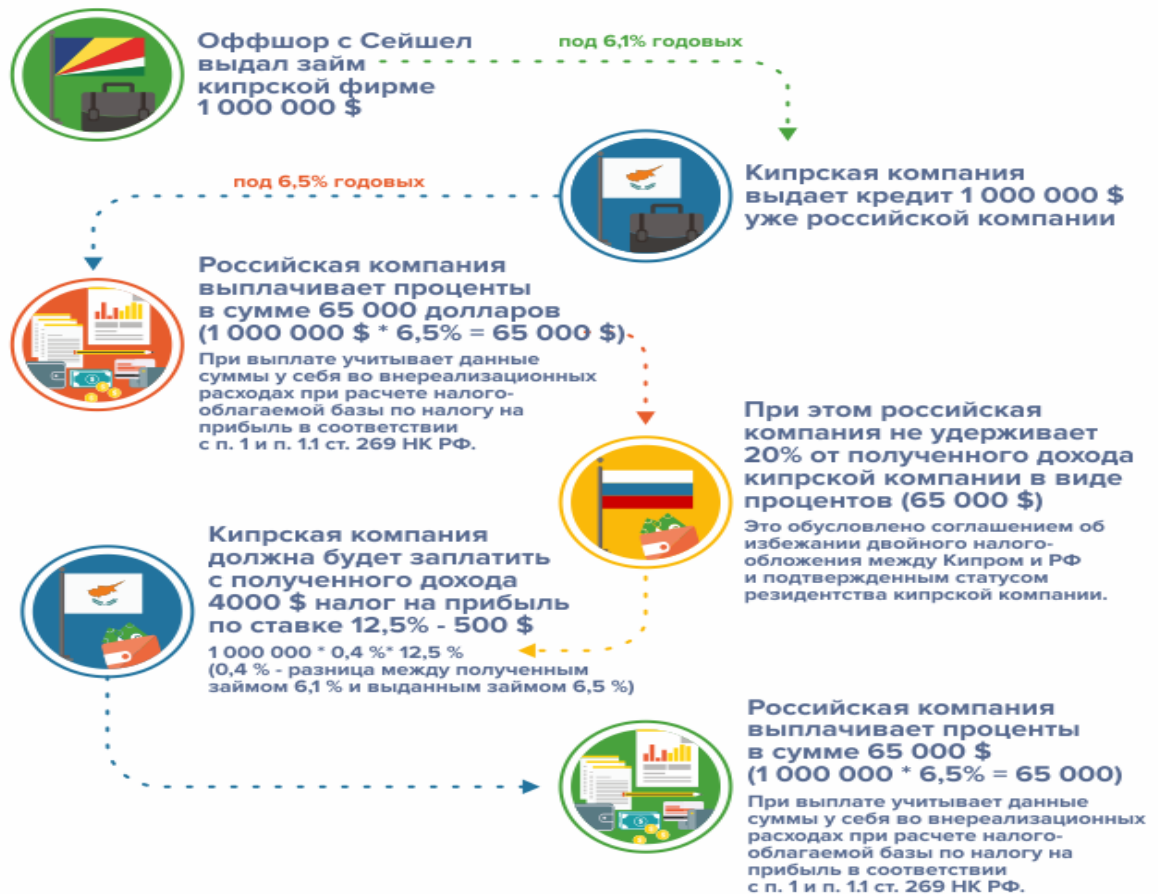 Оффшор с Сейшел
выдал займ
кипрской фирме
1 000 000 $
под 6,1% годовых
Кипрская компания
выдает кредит 1 000 000 $
уже российской компании
под 6,5% годовых
Российская компания
выплачивает проценты
в сумме 65 000 долларов
(1 000 000 $ * 6,5% = 65 000 $)
При выплате учитывает данные
суммы у себя во внереализационных
расходах при расчете налого-
облагаемой базы по налогу на
прибыль в соответствии
с п. 1 и п. 1.1 ст. 269 НК РФ.
При этом российская
компания не удерживает
20% от полученного дохода
кипрской компании в виде
процентов (65 000 $)
Это обусловлено соглашением об
избежании двойного налого-
обложения между Кипром и РФ
и подтвержденным статусом
резидентства кипрской компании.
Кипрская компания
должна будет заплатить
с полученного дохода
4000 $ налог на прибыль
по ставке 12,5% - 500 $
1 000 000 * 0,4 %* 12,5 %
(0,4 % - разница между полученным
займом 6,1 % и выданным займом 6,5 %)
Российская компания
выплачивает проценты
в сумме 65 000 $
(1 000 000 * 6,5% = 65 000)
При выплате учитывает данные
суммы у себя во внереализационных
расходах при расчете налого-
облагаемой базы по налогу на
прибыль в соответствии
с п. 1 и п. 1.1 ст. 269 НК РФ.